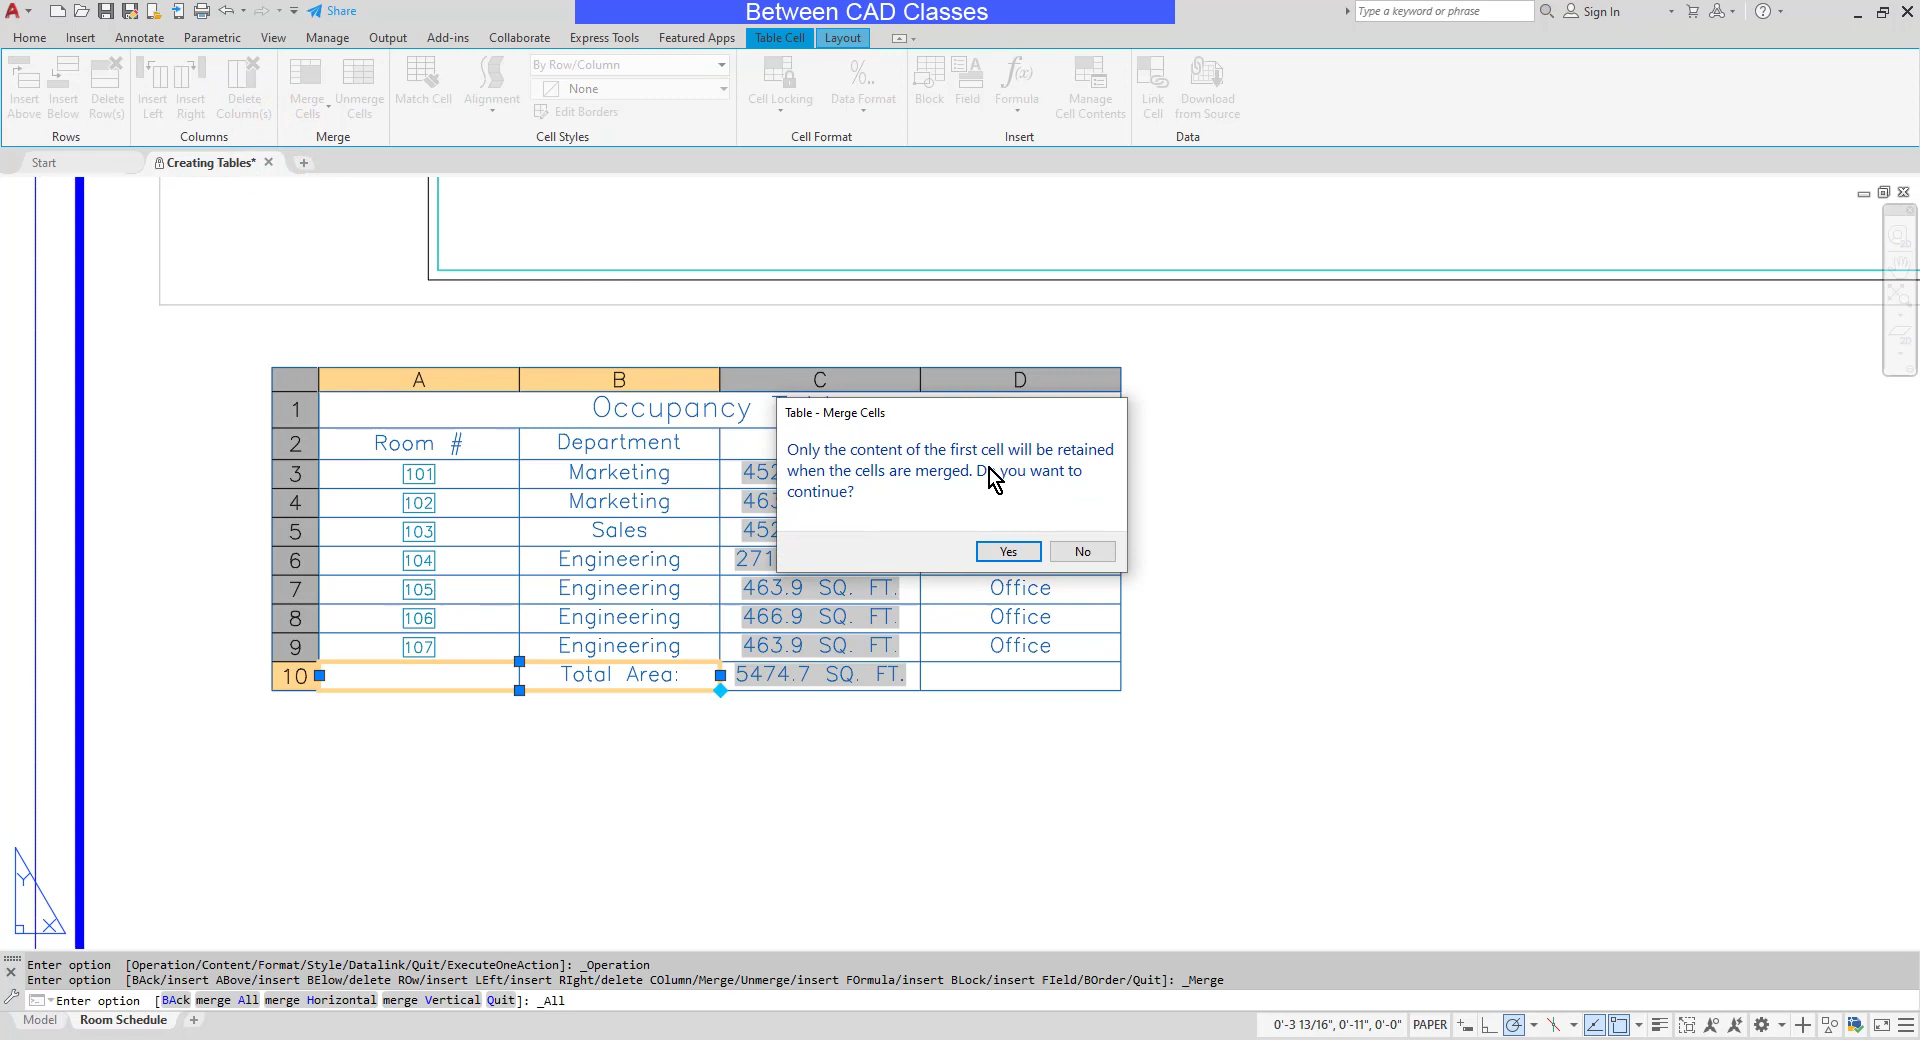 Between CAD Classes
Share
Type a keyword or phrase
Sign In
Home Insert Annotate Parametric View Manage Output Add-ins Collaborate Express Tools Featured Apps Table Cell Layout
Insert Above
Insert Below
Delete Row(s)
Rows
Insert Left
Insert Right
Delete Column(s)
Columns
Merge Cells
Unmerge Cells
Merge
Match Cell
Alignment
By Row/Column
None
Edit Borders
Cell Styles
Cell Locking
Data Format
Cell Format
Block
Field
Formula
Manage Cell Contents
Insert
Link Cell
Download from Source
Data
Start
Creating Tables*
A B C D
1 Occupancy
2 Room # Department
3 101 Marketing 452
4 102 Marketing 463
5 103 Sales 452
6 104 Engineering 271
7 105 Engineering 463.9 SQ. FT. Office
8 106 Engineering 466.9 SQ. FT. Office
9 107 Engineering 463.9 SQ. FT. Office
10 Total Area: 5474.7 SQ. FT.
Table - Merge Cells
Only the content of the first cell will be retained
when the cells are merged. Do you want to
continue?
Yes No
Y
X
Enter option [Operation/Content/Format/Style/Datalink/Quit/ExecuteOneAction]: _Operation
Enter option [BAck/insert ABove/insert BElow/delete ROw/insert LEft/insert RIght/delete COlumn/Merge/Unmerge/insert FOrmula/insert BLock/insert FIeld/BOrder/Quit]: _Merge
Enter option [BAck merge All merge Horizontal merge Vertical Quit]: _All
Model Room Schedule
0'-3 13/16", 0'-11", 0'-0" PAPER